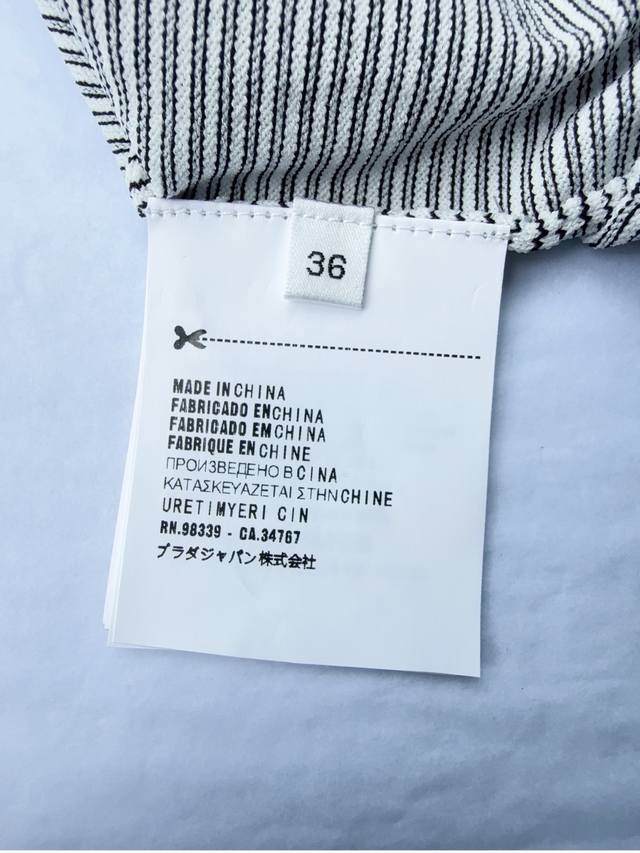 36
MADE IN CHINA
FABRICADO EN CHINA
FABRICADO EM CHINA
FABRIQUE EN CHINE
ПРОИЗВЕДЕНО В CINA
ΚΑΤΑΣΚΕΥΑΖΕΤΑΙ ΣΤΗΝ CHINE
URETIMYERI CIN
RN.98339 - CA.34767
プラダジャパン株式会社